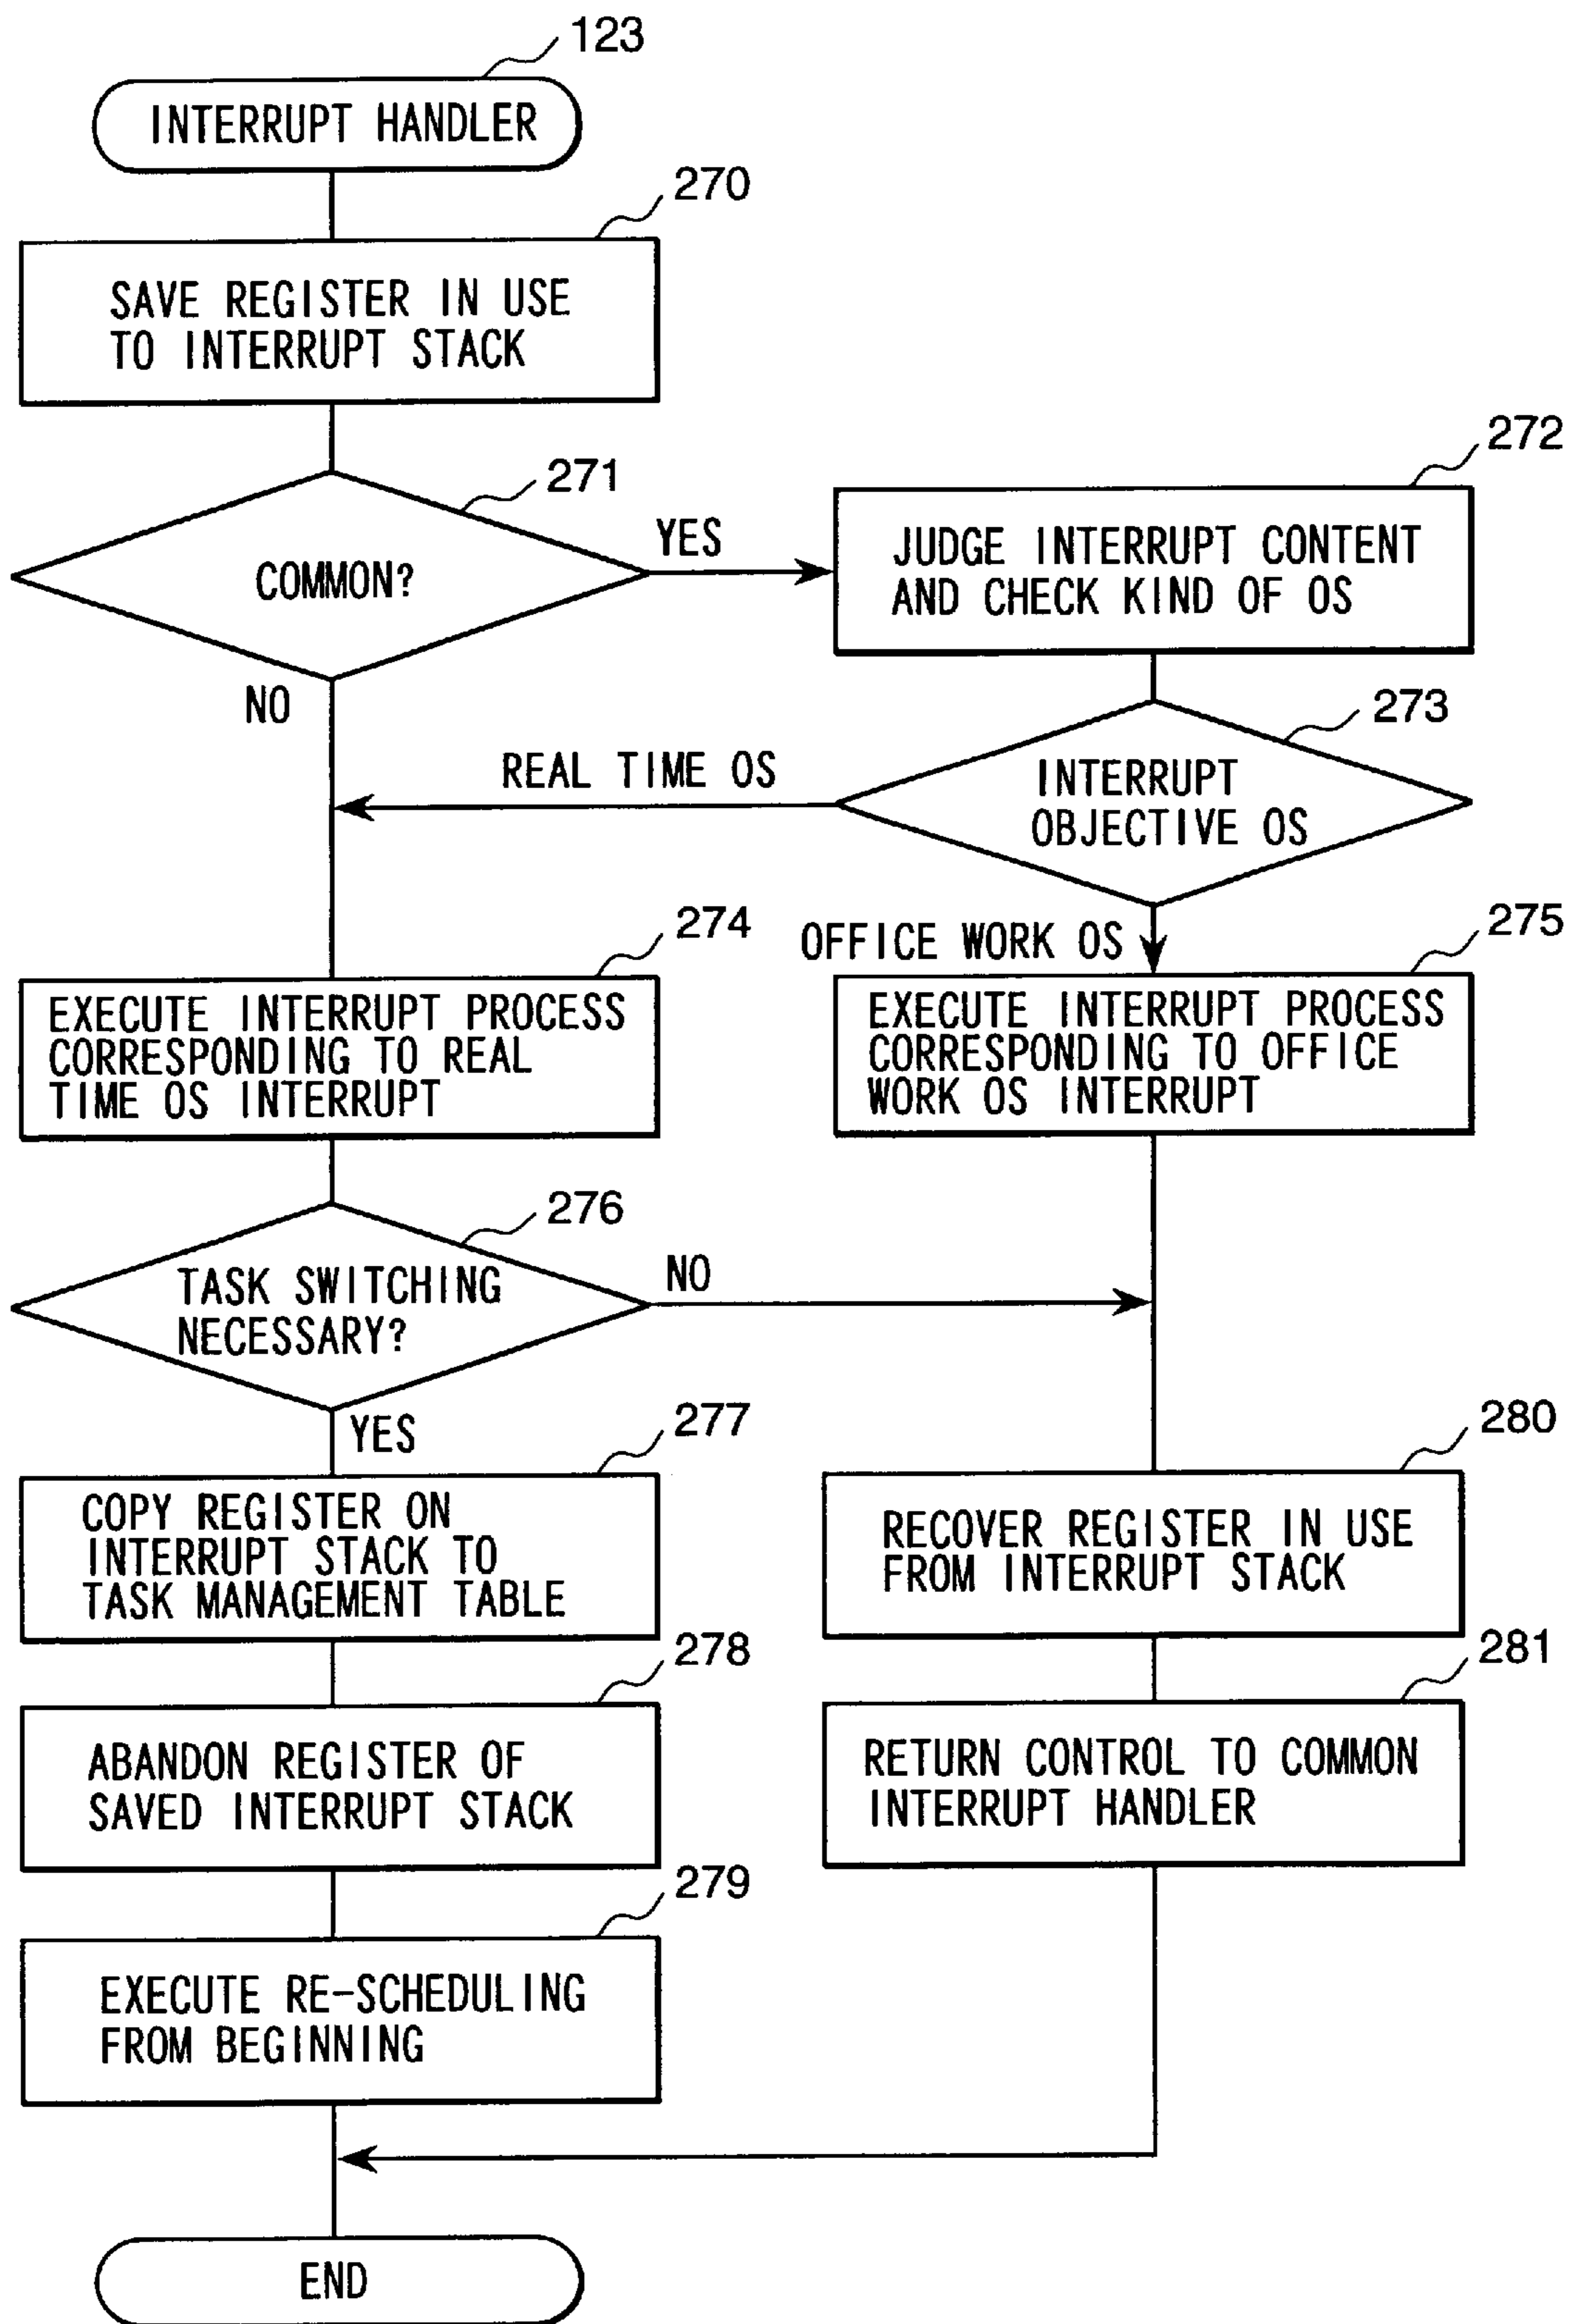 123
INTERRUPT HANDLER
270
SAVE REGISTER IN USE
TO INTERRUPT STACK
271
COMMON?
YES
NO
272
JUDGE INTERRUPT CONTENT
AND CHECK KIND OF OS
273
INTERRUPT
OBJECTIVE OS
REAL TIME OS
OFFICE WORK OS
274
EXECUTE INTERRUPT PROCESS
CORRESPONDING TO REAL
TIME OS INTERRUPT
275
EXECUTE INTERRUPT PROCESS
CORRESPONDING TO OFFICE
WORK OS INTERRUPT
276
TASK SWITCHING
NECESSARY?
NO
YES
277
COPY REGISTER ON
INTERRUPT STACK TO
TASK MANAGEMENT TABLE
278
ABANDON REGISTER OF
SAVED INTERRUPT STACK
279
EXECUTE RE-SCHEDULING
FROM BEGINNING
280
RECOVER REGISTER IN USE
FROM INTERRUPT STACK
281
RETURN CONTROL TO COMMON
INTERRUPT HANDLER
END